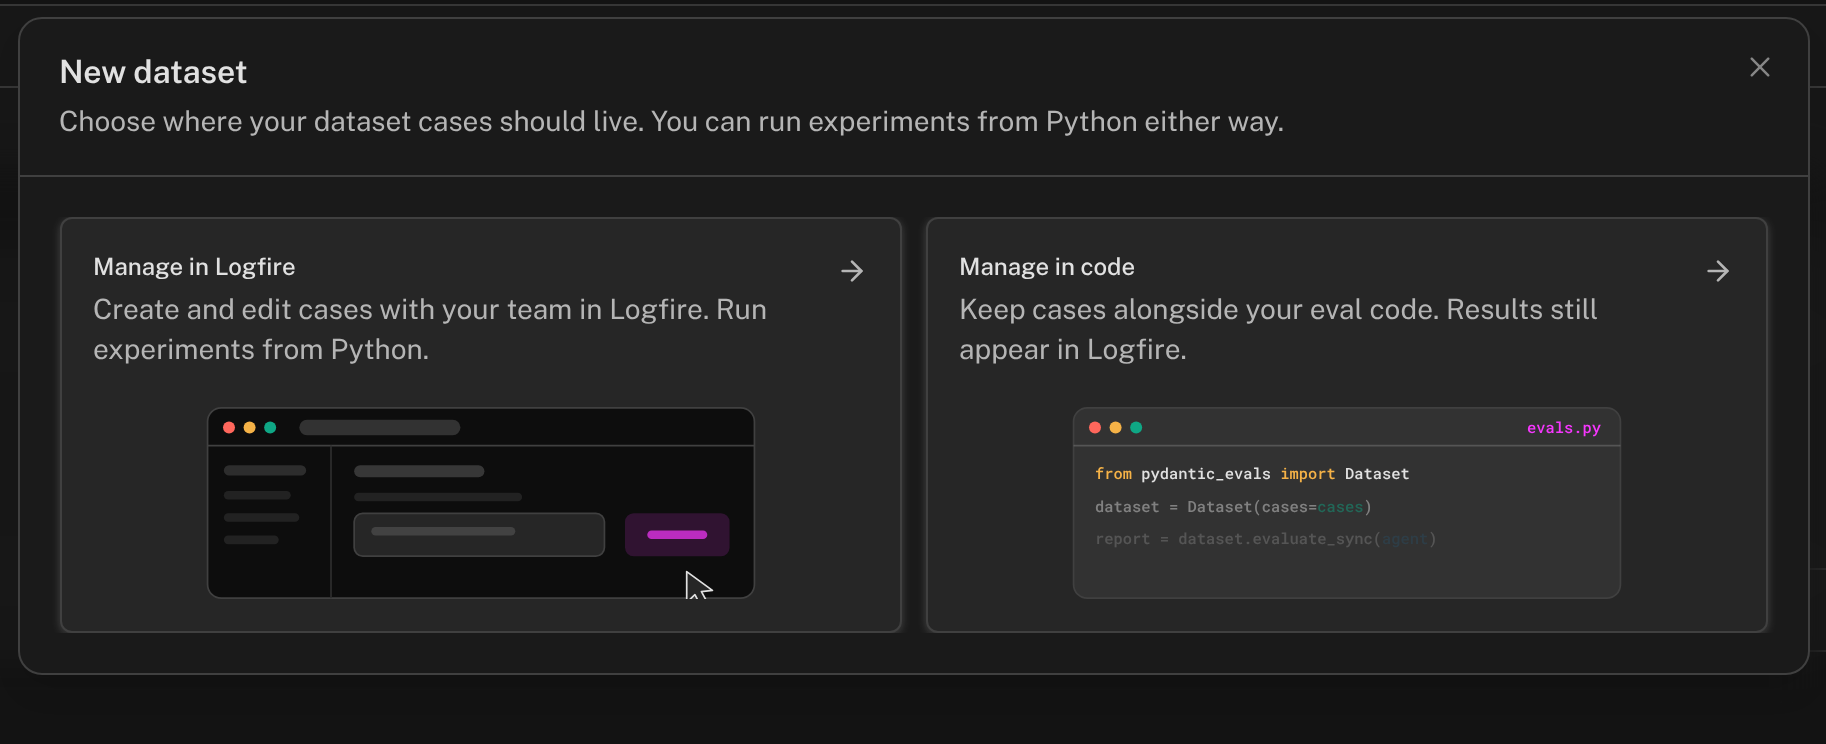 New dataset
Choose where your dataset cases should live. You can run experiments from Python either way.
Manage in Logfire
Create and edit cases with your team in Logfire. Run
experiments from Python.
Manage in code
Keep cases alongside your eval code. Results still
appear in Logfire.
evals.py
from pydantic_evals import Dataset
dataset = Dataset(cases=cases)
report = dataset.evaluate_sync(agent)